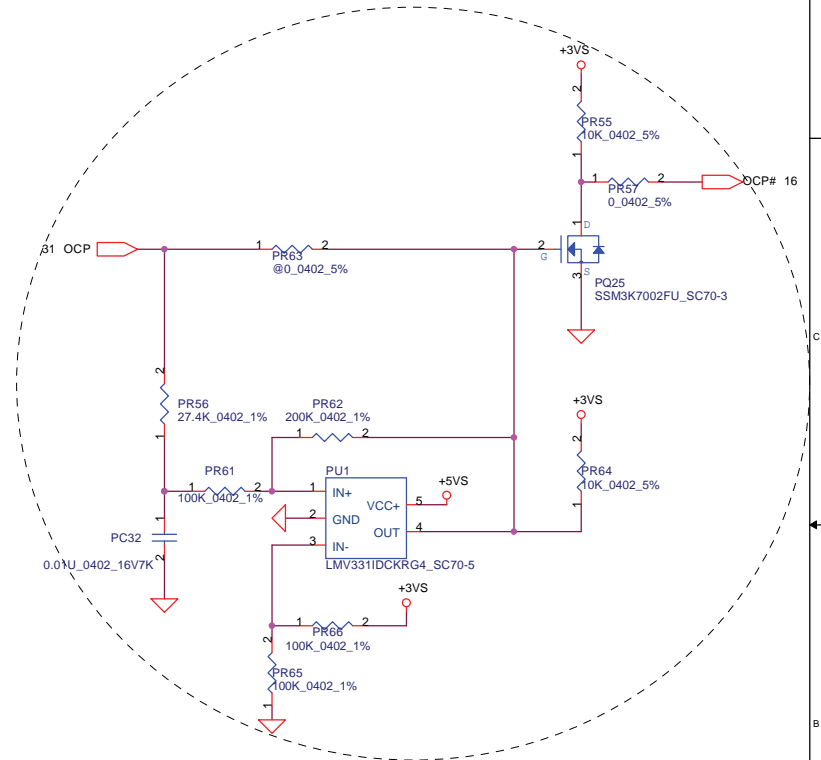 +3VS
2
PR55
10K_0402_5%
1
1
2
OCP# 16
PR57
0_0402_5%
1
D
31 OCP
1
2
PR63
@0_0402_5%
2
G
S
3
PQ25
SSM3K7002FU_SC70-3
C
2
PR56
27.4K_0402_1%
1
PR62
200K_0402_1%
1
2
+3VS
2
PR64
10K_0402_5%
1
PR61
1
2
100K_0402_1%
PU1
+5VS
1
IN+
VCC+
5
2
GND
OUT
4
3
IN-
LMV331IDCKRG4_SC70-5
1
PC32
2
0.01U_0402_16V7K
+3VS
1
2
PR66
100K_0402_1%
2
PR65
100K_0402_1%
1
B